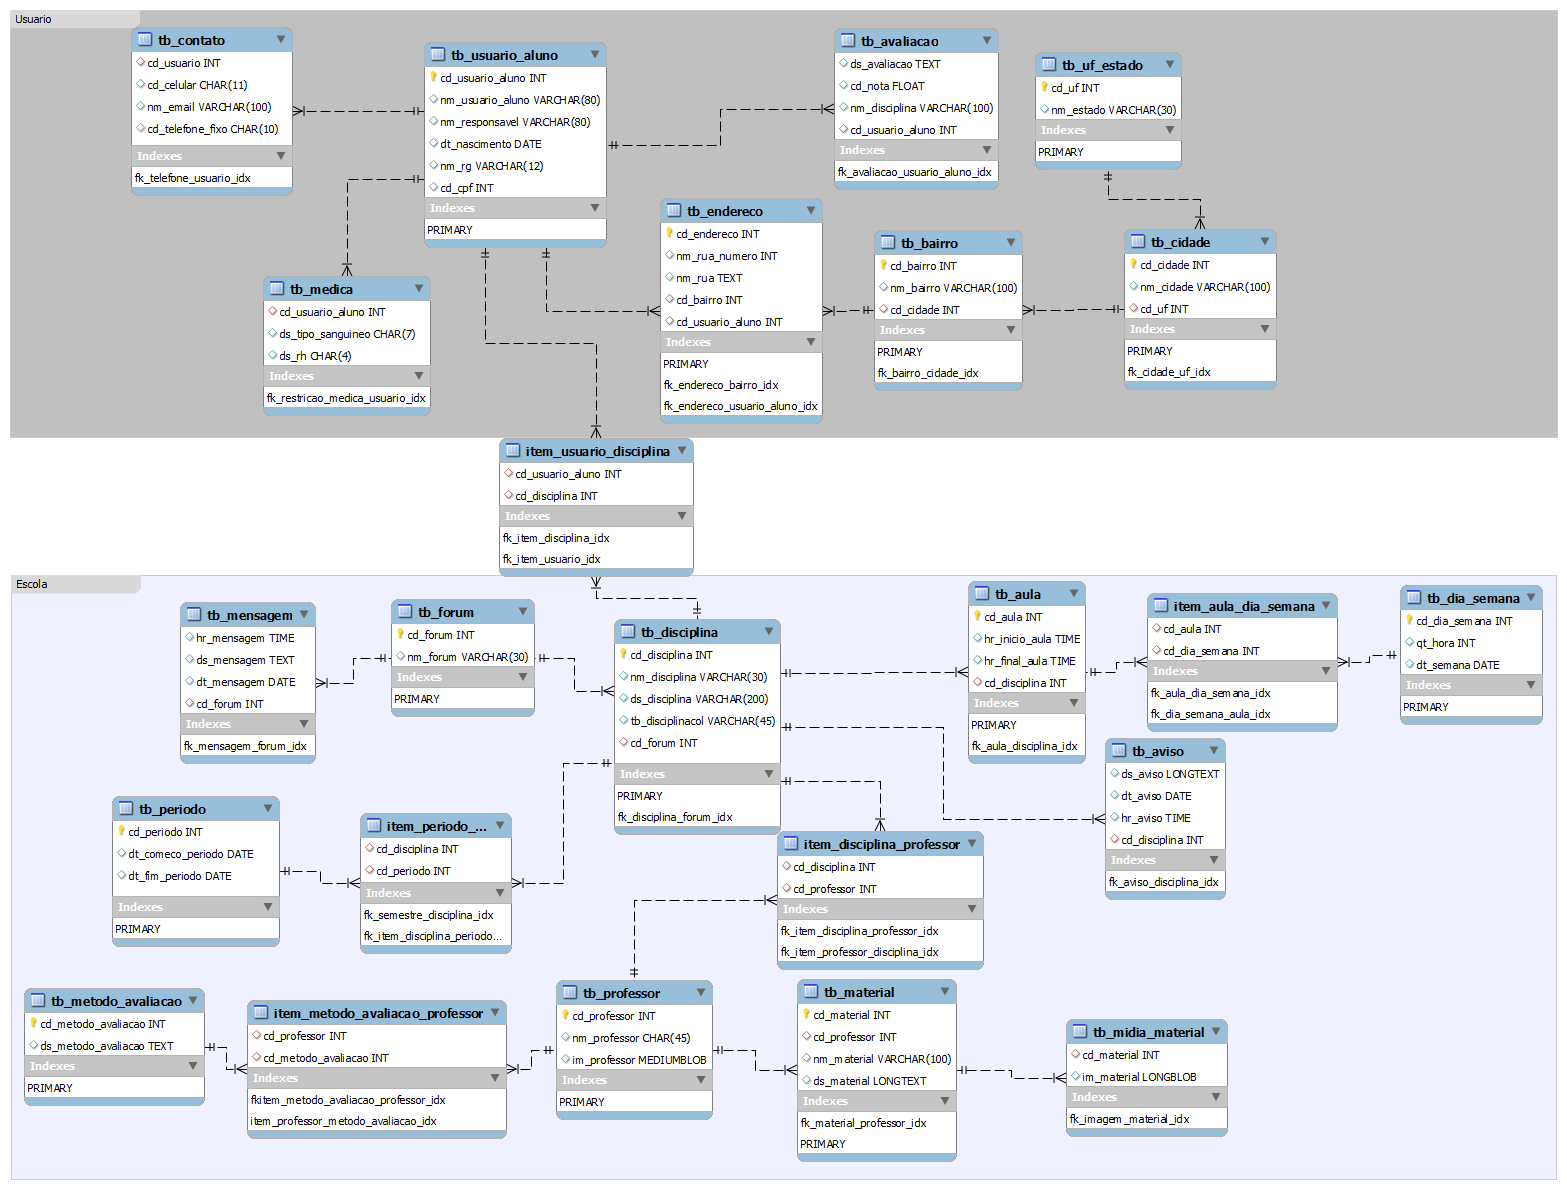 Usuario
tb_contato
cd_usuario INT
cd_celular CHAR(11)
nm_email VARCHAR(100)
cd_telefone_fixo CHAR(10)
Indexes
fk_telefone_usuario_idx
tb_usuario_aluno
cd_usuario_aluno INT
nm_usuario_aluno VARCHAR(80)
nm_responsavel VARCHAR(80)
dt_nascimento DATE
nm_rg VARCHAR(12)
cd_cpf INT
Indexes
PRIMARY
tb_avaliacao
ds_avaliacao TEXT
cd_nota FLOAT
nm_disciplina VARCHAR(100)
cd_usuario_aluno INT
Indexes
fk_avaliacao_usuario_aluno_idx
tb_uf_estado
cd_uf INT
nm_estado VARCHAR(30)
Indexes
PRIMARY
tb_medica
cd_usuario_aluno INT
ds_tipo_sanguineo CHAR(7)
ds_rh CHAR(4)
Indexes
fk_restricao_medica_usuario_idx
tb_endereco
cd_endereco INT
nm_rua_numero INT
nm_rua TEXT
cd_bairro INT
cd_usuario_aluno INT
Indexes
PRIMARY
fk_endereco_bairro_idx
fk_endereco_usuario_aluno_idx
tb_bairro
cd_bairro INT
nm_bairro VARCHAR(100)
cd_cidade INT
Indexes
PRIMARY
fk_bairro_cidade_idx
tb_cidade
cd_cidade INT
nm_cidade VARCHAR(100)
cd_uf INT
Indexes
PRIMARY
fk_cidade_uf_idx
item_usuario_disciplina
cd_usuario_aluno INT
cd_disciplina INT
Indexes
fk_item_disciplina_idx
fk_item_usuario_idx
Escola
tb_mensagem
hr_mensagem TIME
ds_mensagem TEXT
dt_mensagem DATE
cd_forum INT
Indexes
fk_mensagem_forum_idx
tb_forum
cd_forum INT
nm_forum VARCHAR(30)
Indexes
PRIMARY
tb_disciplina
cd_disciplina INT
nm_disciplina VARCHAR(30)
ds_disciplina VARCHAR(200)
tb_disciplinacol VARCHAR(45)
cd_forum INT
Indexes
PRIMARY
fk_disciplina_forum_idx
tb_aula
cd_aula INT
hr_inicio_aula TIME
hr_final_aula TIME
cd_disciplina INT
Indexes
PRIMARY
fk_aula_disciplina_idx
item_aula_dia_semana
cd_aula INT
cd_dia_semana INT
Indexes
fk_aula_dia_semana_idx
fk_dia_semana_aula_idx
tb_dia_semana
cd_dia_semana INT
qt_hora INT
dt_semana DATE
Indexes
PRIMARY
tb_aviso
ds_aviso LONGTEXT
dt_aviso DATE
hr_aviso TIME
cd_disciplina INT
Indexes
fk_aviso_disciplina_idx
tb_periodo
cd_periodo INT
dt_comeco_periodo DATE
dt_fim_periodo DATE
Indexes
PRIMARY
item_periodo_...
cd_disciplina INT
cd_periodo INT
Indexes
fk_semestre_disciplina_idx
fk_item_disciplina_periodo...
item_disciplina_professor
cd_disciplina INT
cd_professor INT
Indexes
fk_item_disciplina_professor_idx
fk_item_professor_disciplina_idx
tb_metodo_avaliacao
cd_metodo_avaliacao INT
ds_metodo_avaliacao TEXT
Indexes
PRIMARY
item_metodo_avaliacao_professor
cd_professor INT
cd_metodo_avaliacao INT
Indexes
fkitem_metodo_avaliacao_professor_idx
item_professor_metodo_avaliacao_idx
tb_professor
cd_professor INT
nm_professor CHAR(45)
im_professor MEDIUMBLOB
Indexes
PRIMARY
tb_material
cd_material INT
cd_professor INT
nm_material VARCHAR(100)
ds_material LONGTEXT
Indexes
fk_material_professor_idx
PRIMARY
tb_midia_material
cd_material INT
im_material LONGBLOB
Indexes
fk_imagem_material_idx